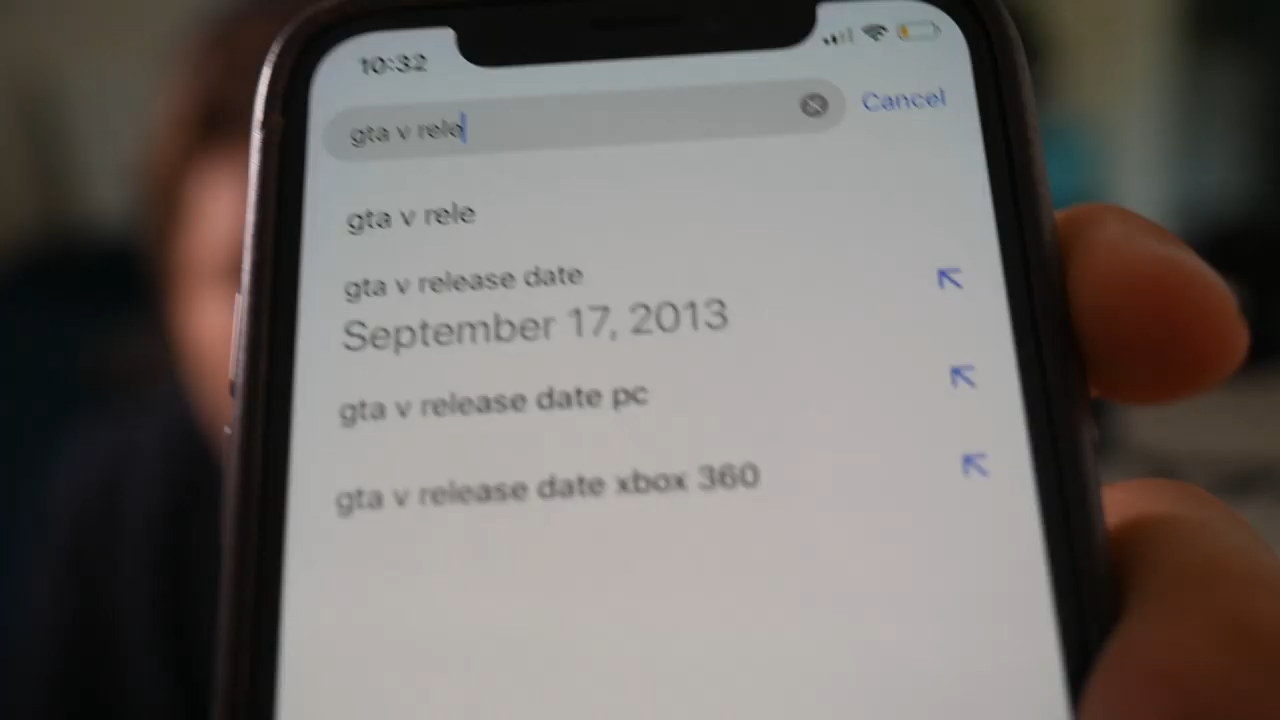 10:32
gta v rele
Cancel
gta v rele
gta v release date
September 17, 2013
gta v release date pc
gta v release date xbox 360